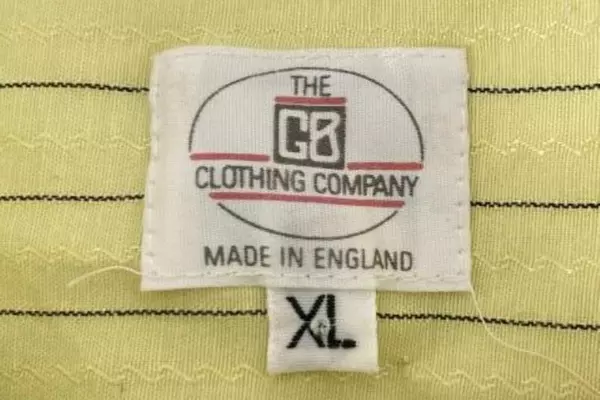 THE
GB
CLOTHING COMPANY
MADE IN ENGLAND
XL